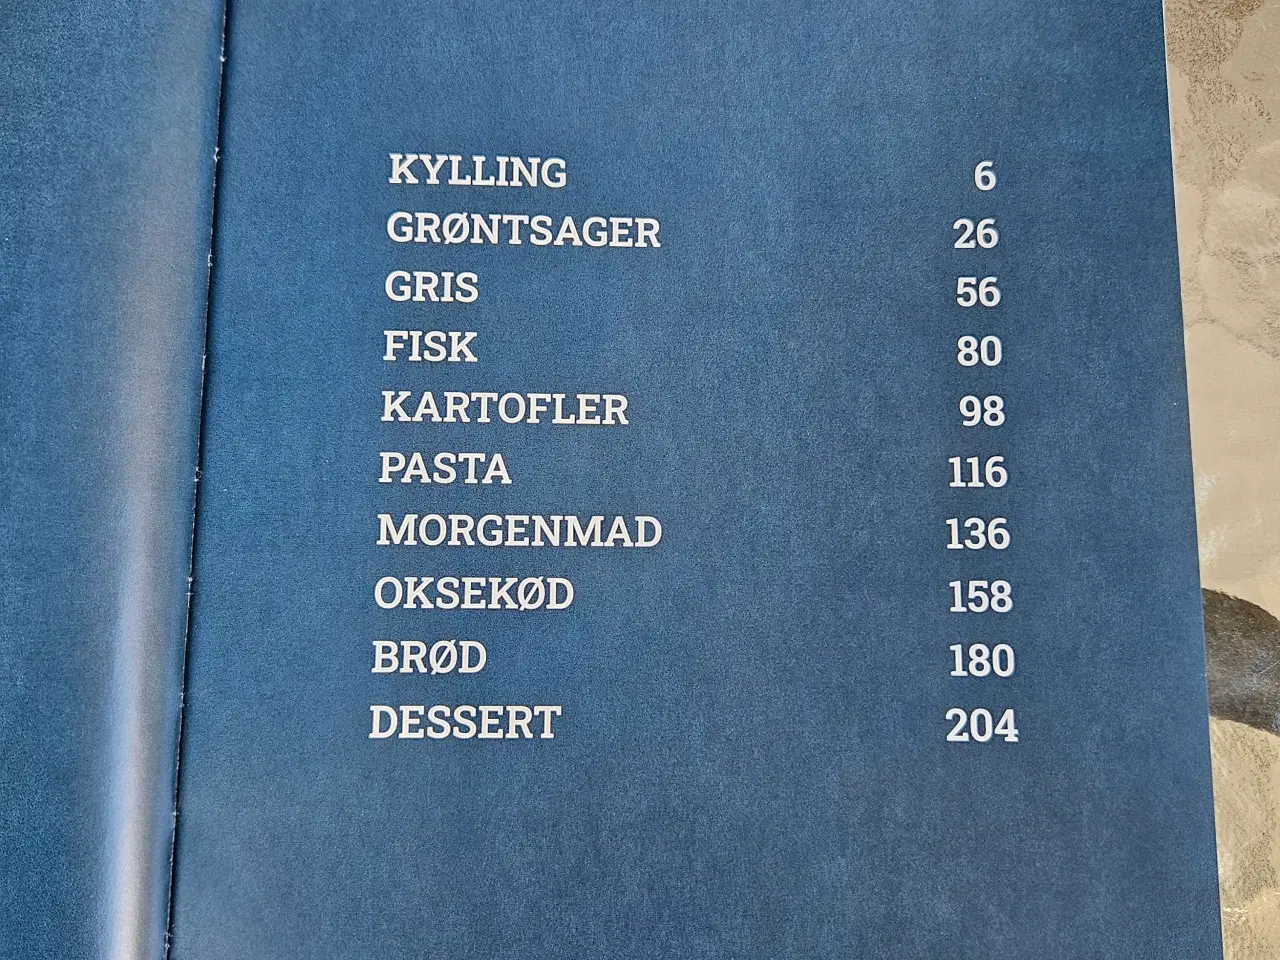 KYLLING 6
GRØNTSAGER 26
GRIS 56
FISK 80
KARTOFLER 98
PASTA 116
MORGENMAD 136
OKSEKØD 158
BRØD 180
DESSERT 204